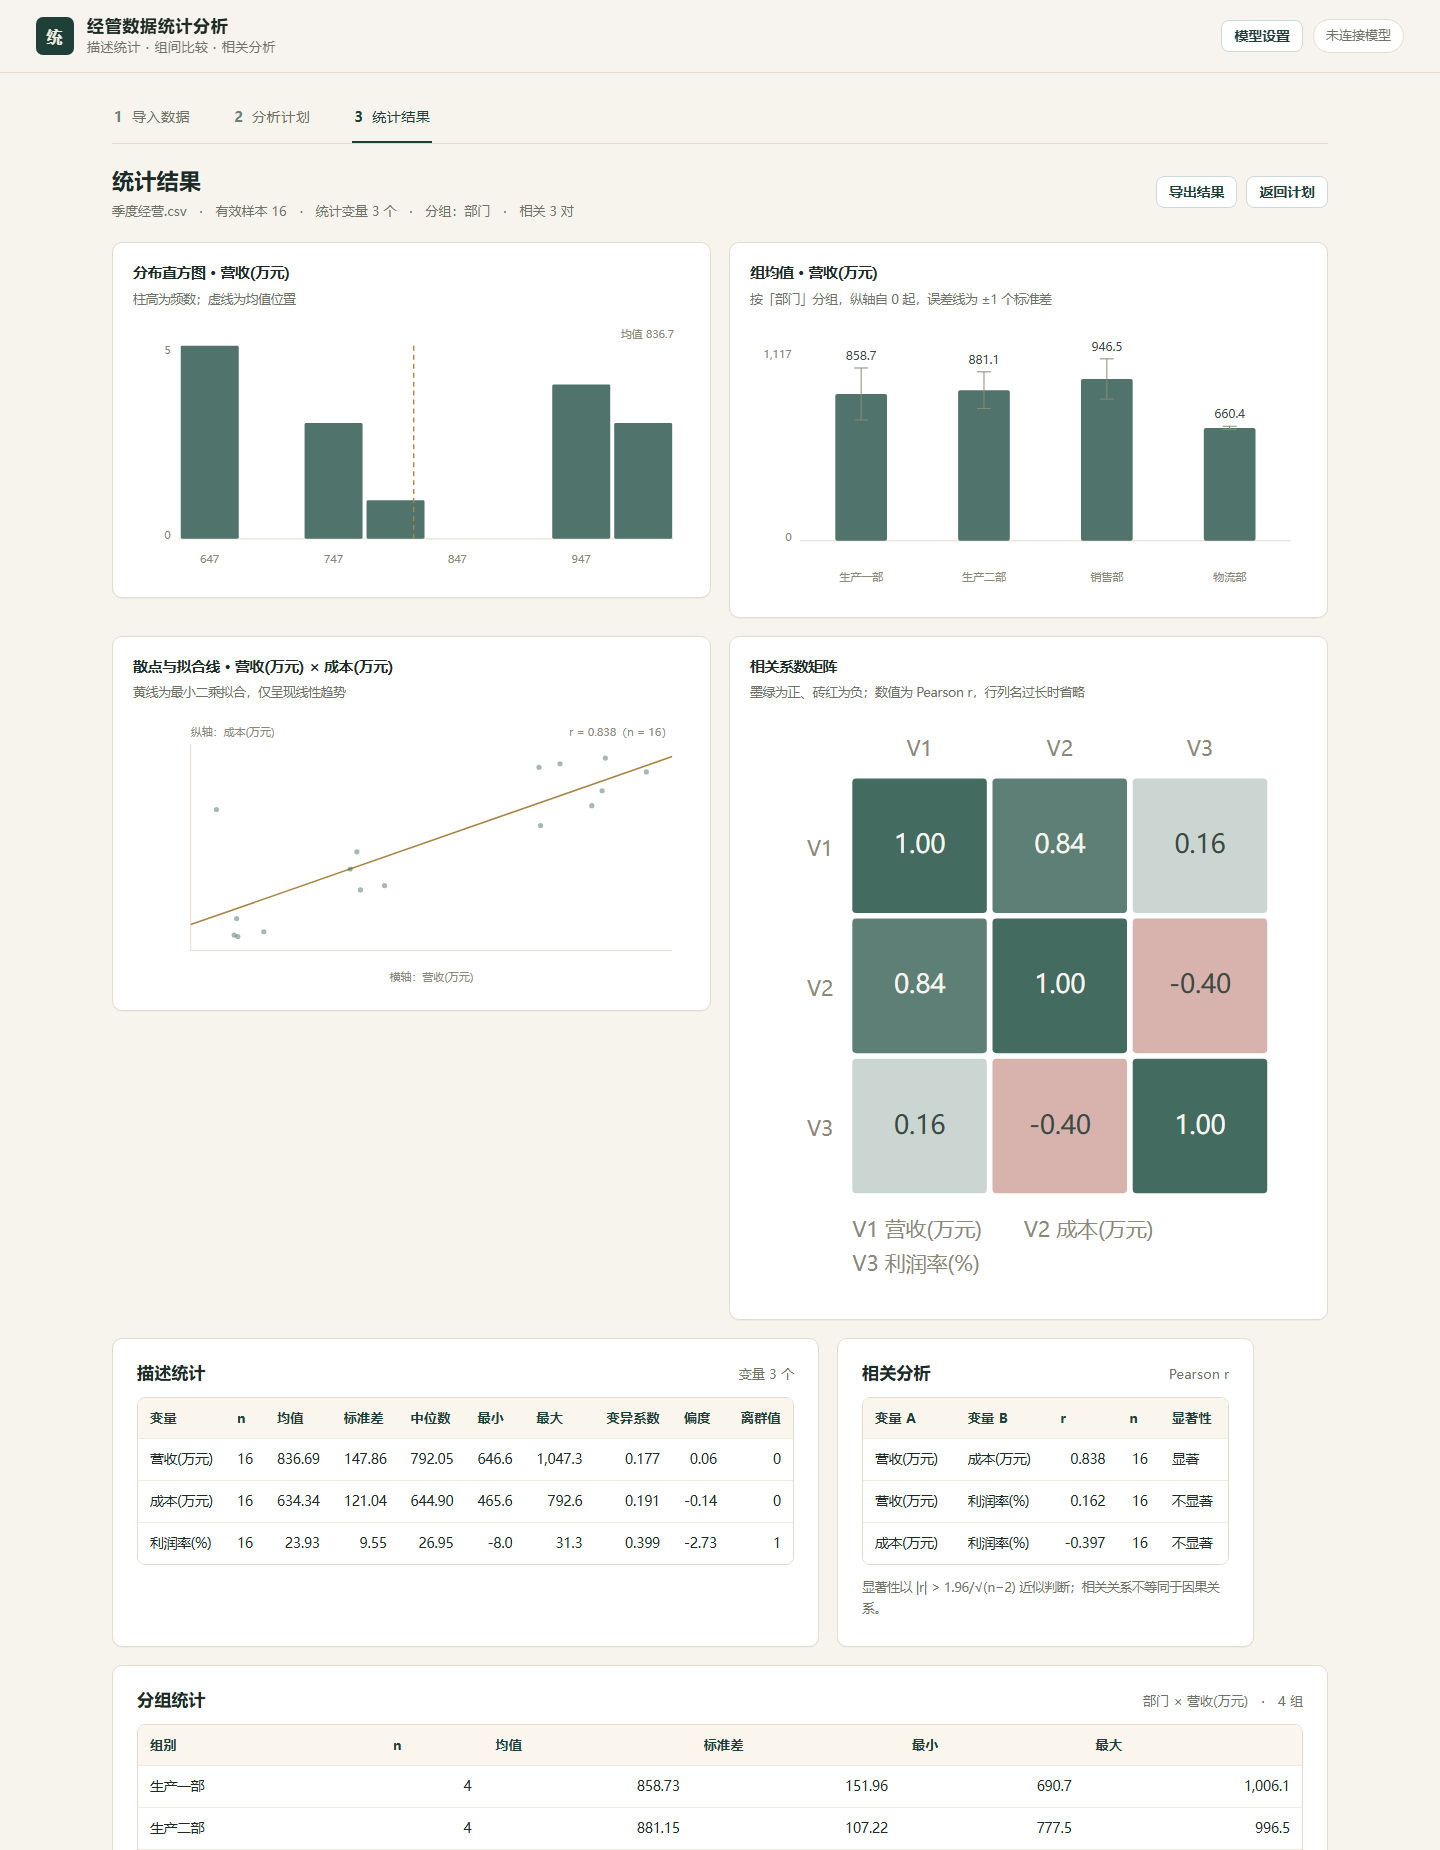 统
经管数据统计分析
描述统计 · 组间比较 · 相关分析
模型设置
未连接模型
1 导入数据
2 分析计划
3 统计结果
统计结果
季度经营.csv · 有效样本 16 · 统计变量 3 个 · 分组：部门 · 相关 3 对
导出结果
返回计划
分布直方图 • 营收(万元)
柱高为频数；虚线为均值位置
均值 836.7
5
0
647 747 847 947
组均值 • 营收(万元)
按「部门」分组，纵轴自 0 起，误差线为 ±1 个标准差
1,117
858.7 881.1 946.5 660.4
0
生产一部 生产二部 销售部 物流部
散点与拟合线 • 营收(万元) × 成本(万元)
黄线为最小二乘拟合，仅呈现线性趋势
纵轴：成本(万元)
r = 0.838（n = 16）
横轴：营收(万元)
相关系数矩阵
墨绿为正、砖红为负；数值为 Pearson r，行列名过长时省略
V1 V2 V3
V1 1.00 0.84 0.16
V2 0.84 1.00 -0.40
V3 0.16 -0.40 1.00
V1 营收(万元) V2 成本(万元)
V3 利润率(%)
描述统计
变量 3 个
变量 n 均值 标准差 中位数 最小 最大 变异系数 偏度 离群值
营收(万元) 16 836.69 147.86 792.05 646.6 1,047.3 0.177 0.06 0
成本(万元) 16 634.34 121.04 644.90 465.6 792.6 0.191 -0.14 0
利润率(%) 16 23.93 9.55 26.95 -8.0 31.3 0.399 -2.73 1
相关分析
Pearson r
变量 A 变量 B r n 显著性
营收(万元) 成本(万元) 0.838 16 显著
营收(万元) 利润率(%) 0.162 16 不显著
成本(万元) 利润率(%) -0.397 16 不显著
显著性以 |r| > 1.96/√(n−2) 近似判断；相关关系不等同于因果关
系。
分组统计
部门 × 营收(万元) · 4 组
组别 n 均值 标准差 最小 最大
生产一部 4 858.73 151.96 690.7 1,006.1
生产二部 4 881.15 107.22 777.5 996.5